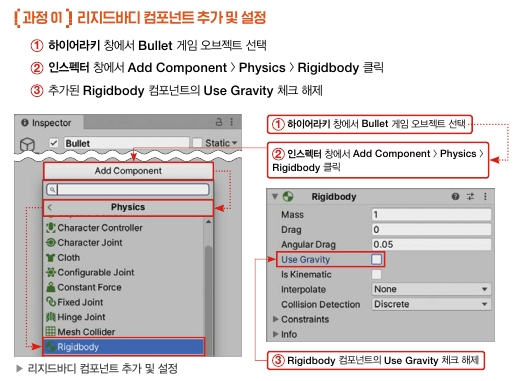 [과정 01] 리지드바디 컴포넌트 추가 및 설정
① 하이어라키 창에서 Bullet 게임 오브젝트 선택
② 인스펙터 창에서 Add Component > Physics > Rigidbody 클릭
③ 추가된 Rigidbody 컴포넌트의 Use Gravity 체크 해제
Inspector
Bullet
Static
Add Component
Physics
Character Controller
Character Joint
Cloth
Configurable Joint
Constant Force
Fixed Joint
Hinge Joint
Mesh Collider
Rigidbody
① 하이어라키 창에서 Bullet 게임 오브젝트 선택
② 인스펙터 창에서 Add Component > Physics >
Rigidbody 클릭
Rigidbody
Mass 1
Drag 0
Angular Drag 0.05
Use Gravity
Is Kinematic
Interpolate None
Collision Detection Discrete
Constraints
Info
③ Rigidbody 컴포넌트의 Use Gravity 체크 해제
▶ 리지드바디 컴포넌트 추가 및 설정